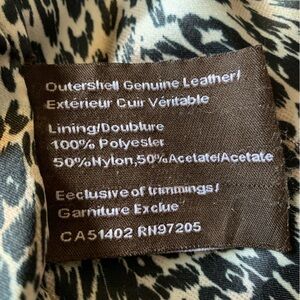 Outershell Genuine Leather/
Extérieur Cuir Véritable
Lining/Doublure
100% Polyester
50%Nylon,50%Acetate/Acetate
Eeclusive of trimmings/
Garniture Exclue
CA51402 RN97205